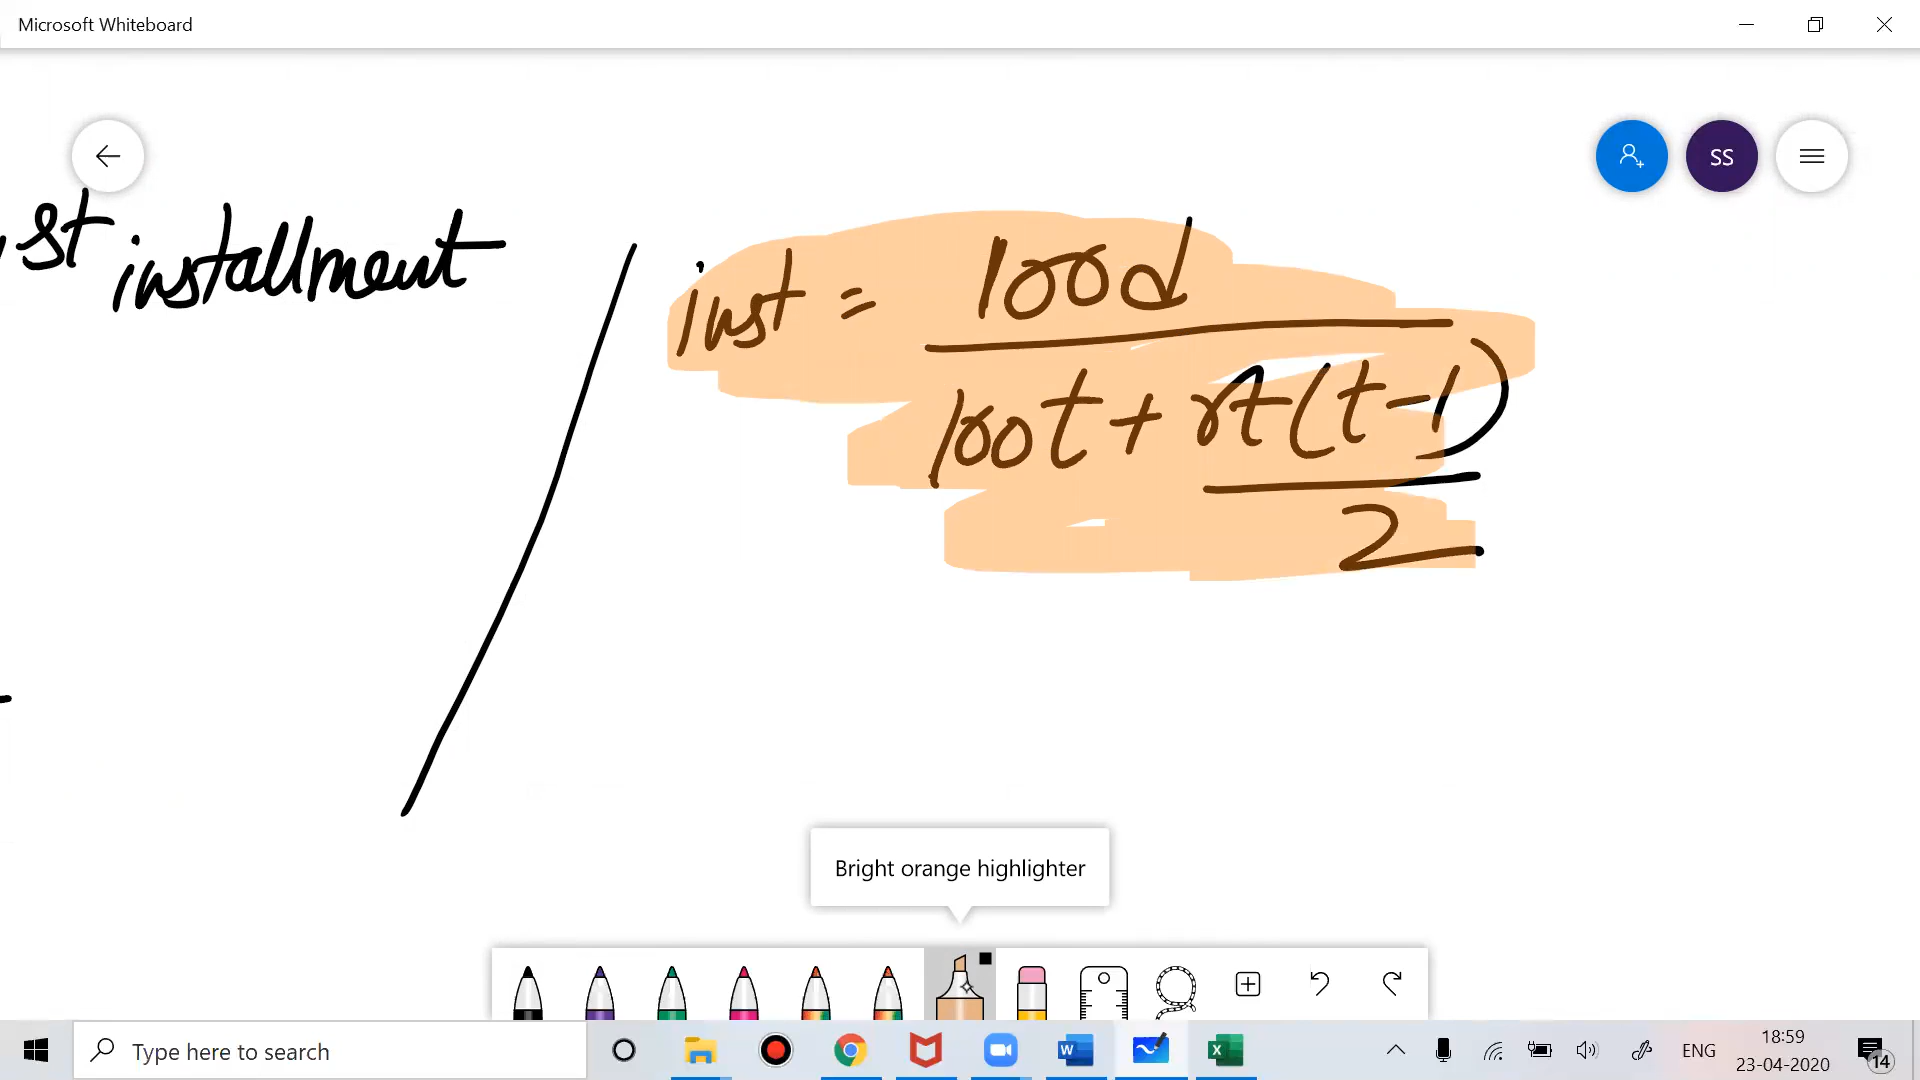 Microsoft Whiteboard
SS
st installment
inst = 100d
100t + rt(t-1)
2
Bright orange highlighter
Type here to search
ENG
18:59
23-04-2020
14